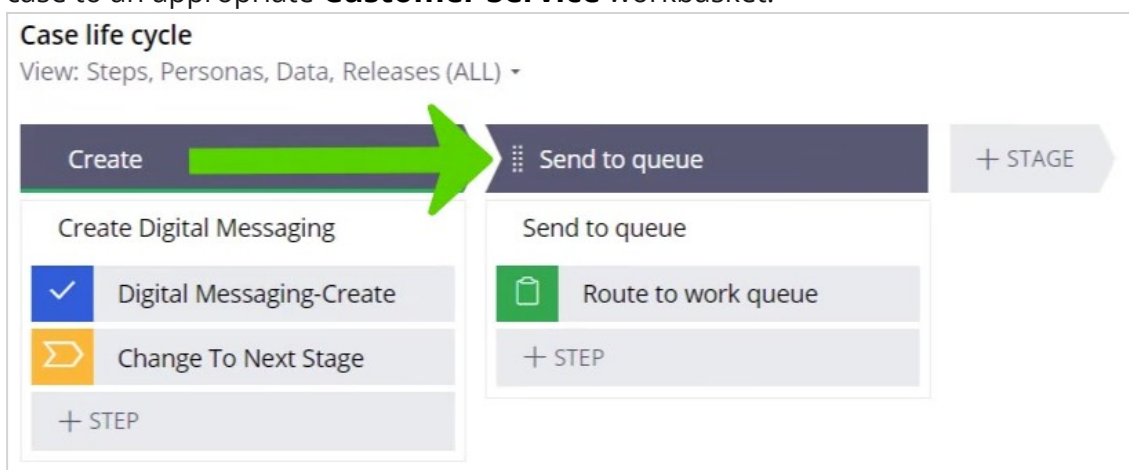 case to an appropriate Customer Service workbasket.
Case life cycle
View: Steps, Personas, Data, Releases (ALL)
Create
Send to queue
+ STAGE
Create Digital Messaging
Send to queue
Digital Messaging-Create
Route to work queue
Change To Next Stage
+ STEP
+ STEP